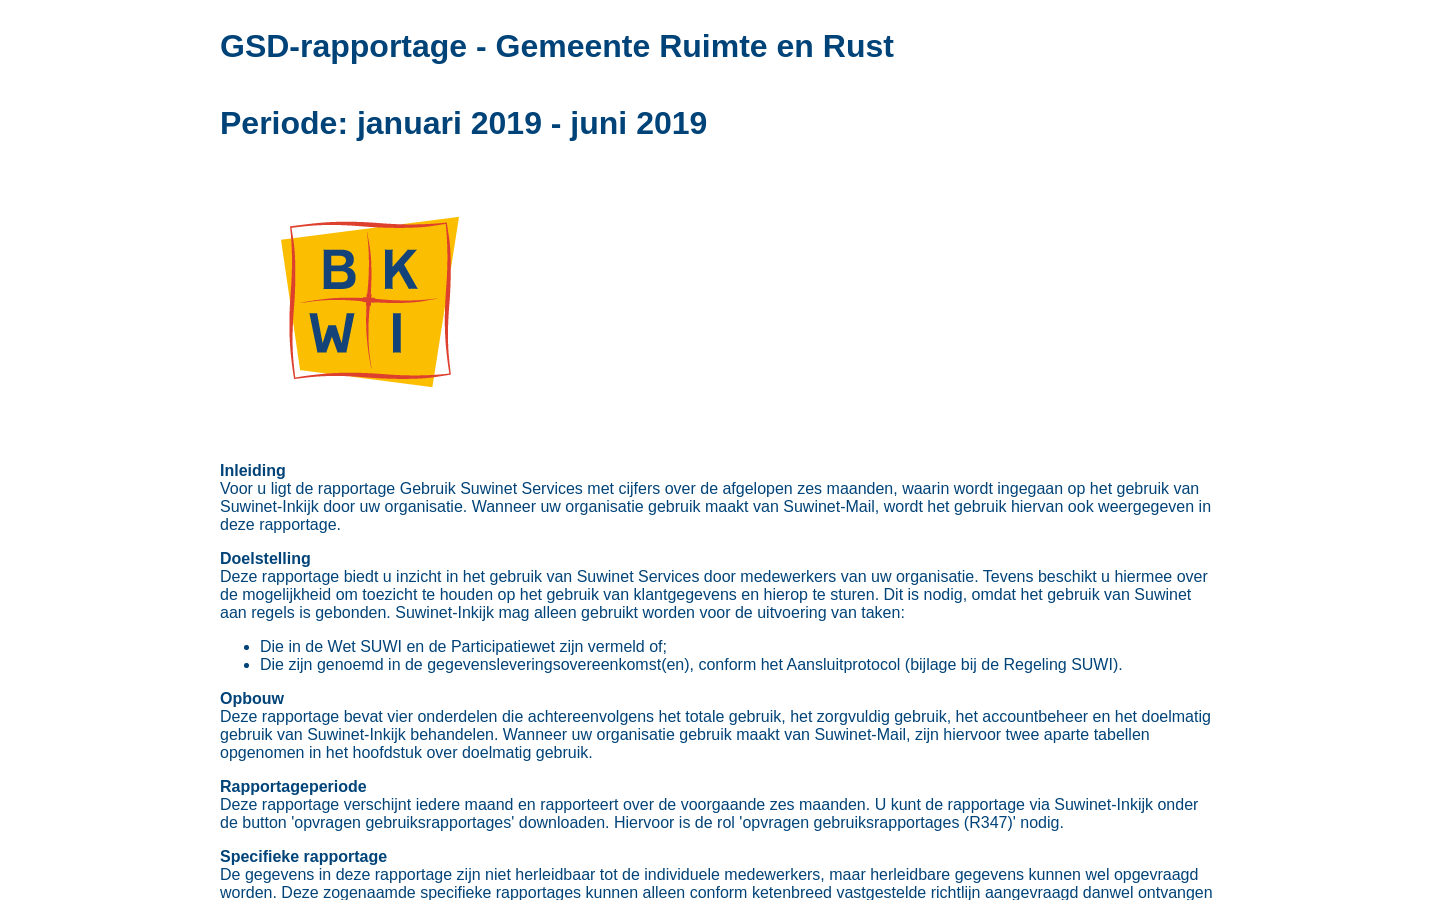 GSD-rapportage - Gemeente Ruimte en Rust
Periode: januari 2019 - juni 2019
B K
W I
Inleiding
Voor u ligt de rapportage Gebruik Suwinet Services met cijfers over de afgelopen zes maanden, waarin wordt ingegaan op het gebruik van
Suwinet-Inkijk door uw organisatie. Wanneer uw organisatie gebruik maakt van Suwinet-Mail, wordt het gebruik hiervan ook weergegeven in
deze rapportage.
Doelstelling
Deze rapportage biedt u inzicht in het gebruik van Suwinet Services door medewerkers van uw organisatie. Tevens beschikt u hiermee over
de mogelijkheid om toezicht te houden op het gebruik van klantgegevens en hierop te sturen. Dit is nodig, omdat het gebruik van Suwinet
aan regels is gebonden. Suwinet-Inkijk mag alleen gebruikt worden voor de uitvoering van taken:
• Die in de Wet SUWI en de Participatiewet zijn vermeld of;
• Die zijn genoemd in de gegevensleveringsovereenkomst(en), conform het Aansluitprotocol (bijlage bij de Regeling SUWI).
Opbouw
Deze rapportage bevat vier onderdelen die achtereenvolgens het totale gebruik, het zorgvuldig gebruik, het accountbeheer en het doelmatig
gebruik van Suwinet-Inkijk behandelen. Wanneer uw organisatie gebruik maakt van Suwinet-Mail, zijn hiervoor twee aparte tabellen
opgenomen in het hoofdstuk over doelmatig gebruik.
Rapportageperiode
Deze rapportage verschijnt iedere maand en rapporteert over de voorgaande zes maanden. U kunt de rapportage via Suwinet-Inkijk onder
de button 'opvragen gebruiksrapportages' downloaden. Hiervoor is de rol 'opvragen gebruiksrapportages (R347)' nodig.
Specifieke rapportage
De gegevens in deze rapportage zijn niet herleidbaar tot de individuele medewerkers, maar herleidbare gegevens kunnen wel opgevraagd
worden. Deze zogenaamde specifieke rapportages kunnen alleen conform ketenbreed vastgestelde richtlijn aangevraagd danwel ontvangen